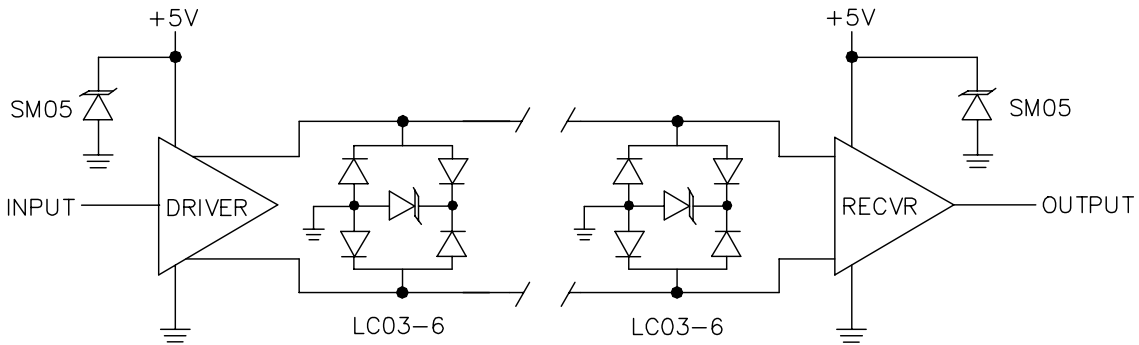 +5V
+5V
SM05
SM05
INPUT
DRIVER
RECVR
OUTPUT
LC03-6
LC03-6